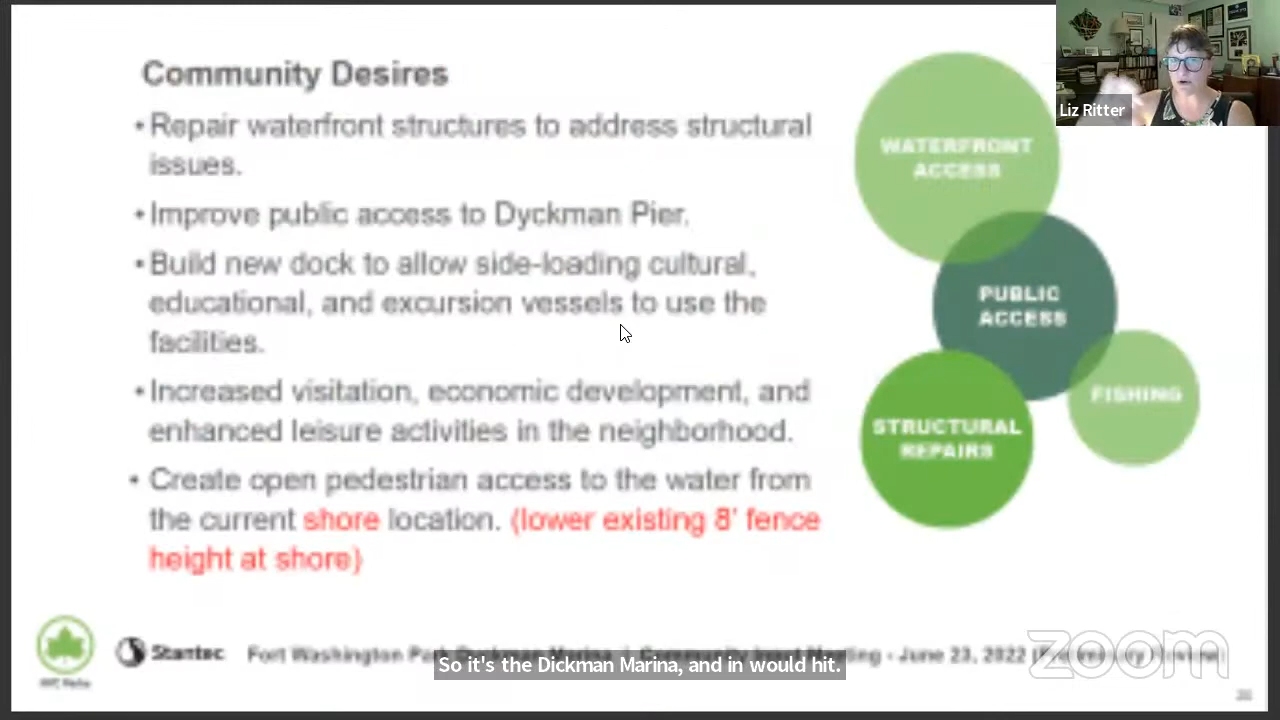 Community Desires
• Repair waterfront structures to address structural
issues.
• Improve public access to Dyckman Pier.
• Build new dock to allow side-loading cultural,
educational, and excursion vessels to use the
facilities.
• Increased visitation, economic development, and
enhanced leisure activities in the neighborhood.
• Create open pedestrian access to the water from
the current shore location. (lower existing 8' fence
height at shore)
WATERFRONT
ACCESS
PUBLIC
ACCESS
FISHING
STRUCTURAL
REPAIRS
Liz Ritter
NYC Parks
Stantec
Fort Washington Park Dyckman Marina | Community Input Meeting - June 23, 2022 |
So it's the Dickman Marina, and in would hit.
zoom